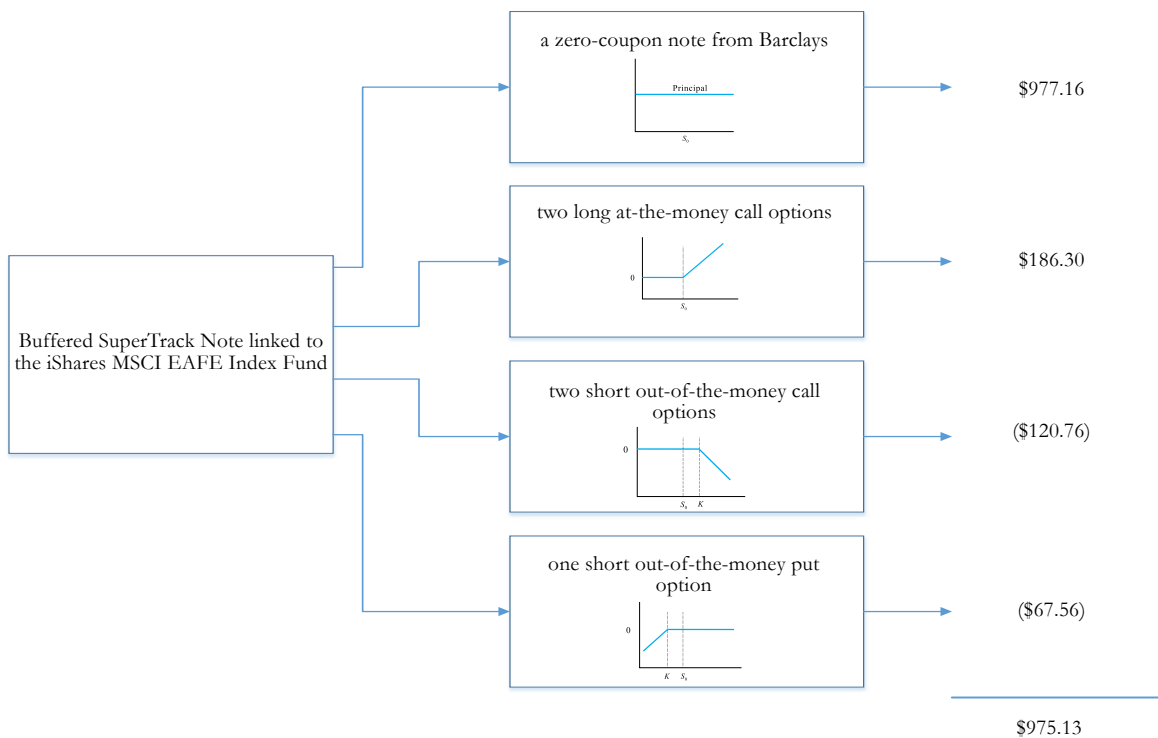 a zero-coupon note from Barclays
Principal
S₀
$977.16
two long at-the-money call options
0
S₀
$186.30
Buffered SuperTrack Note linked to
the iShares MSCI EAFE Index Fund
two short out-of-the-money call
options
0
S₀ K
($120.76)
one short out-of-the-money put
option
0
K S₀
($67.56)
$975.13